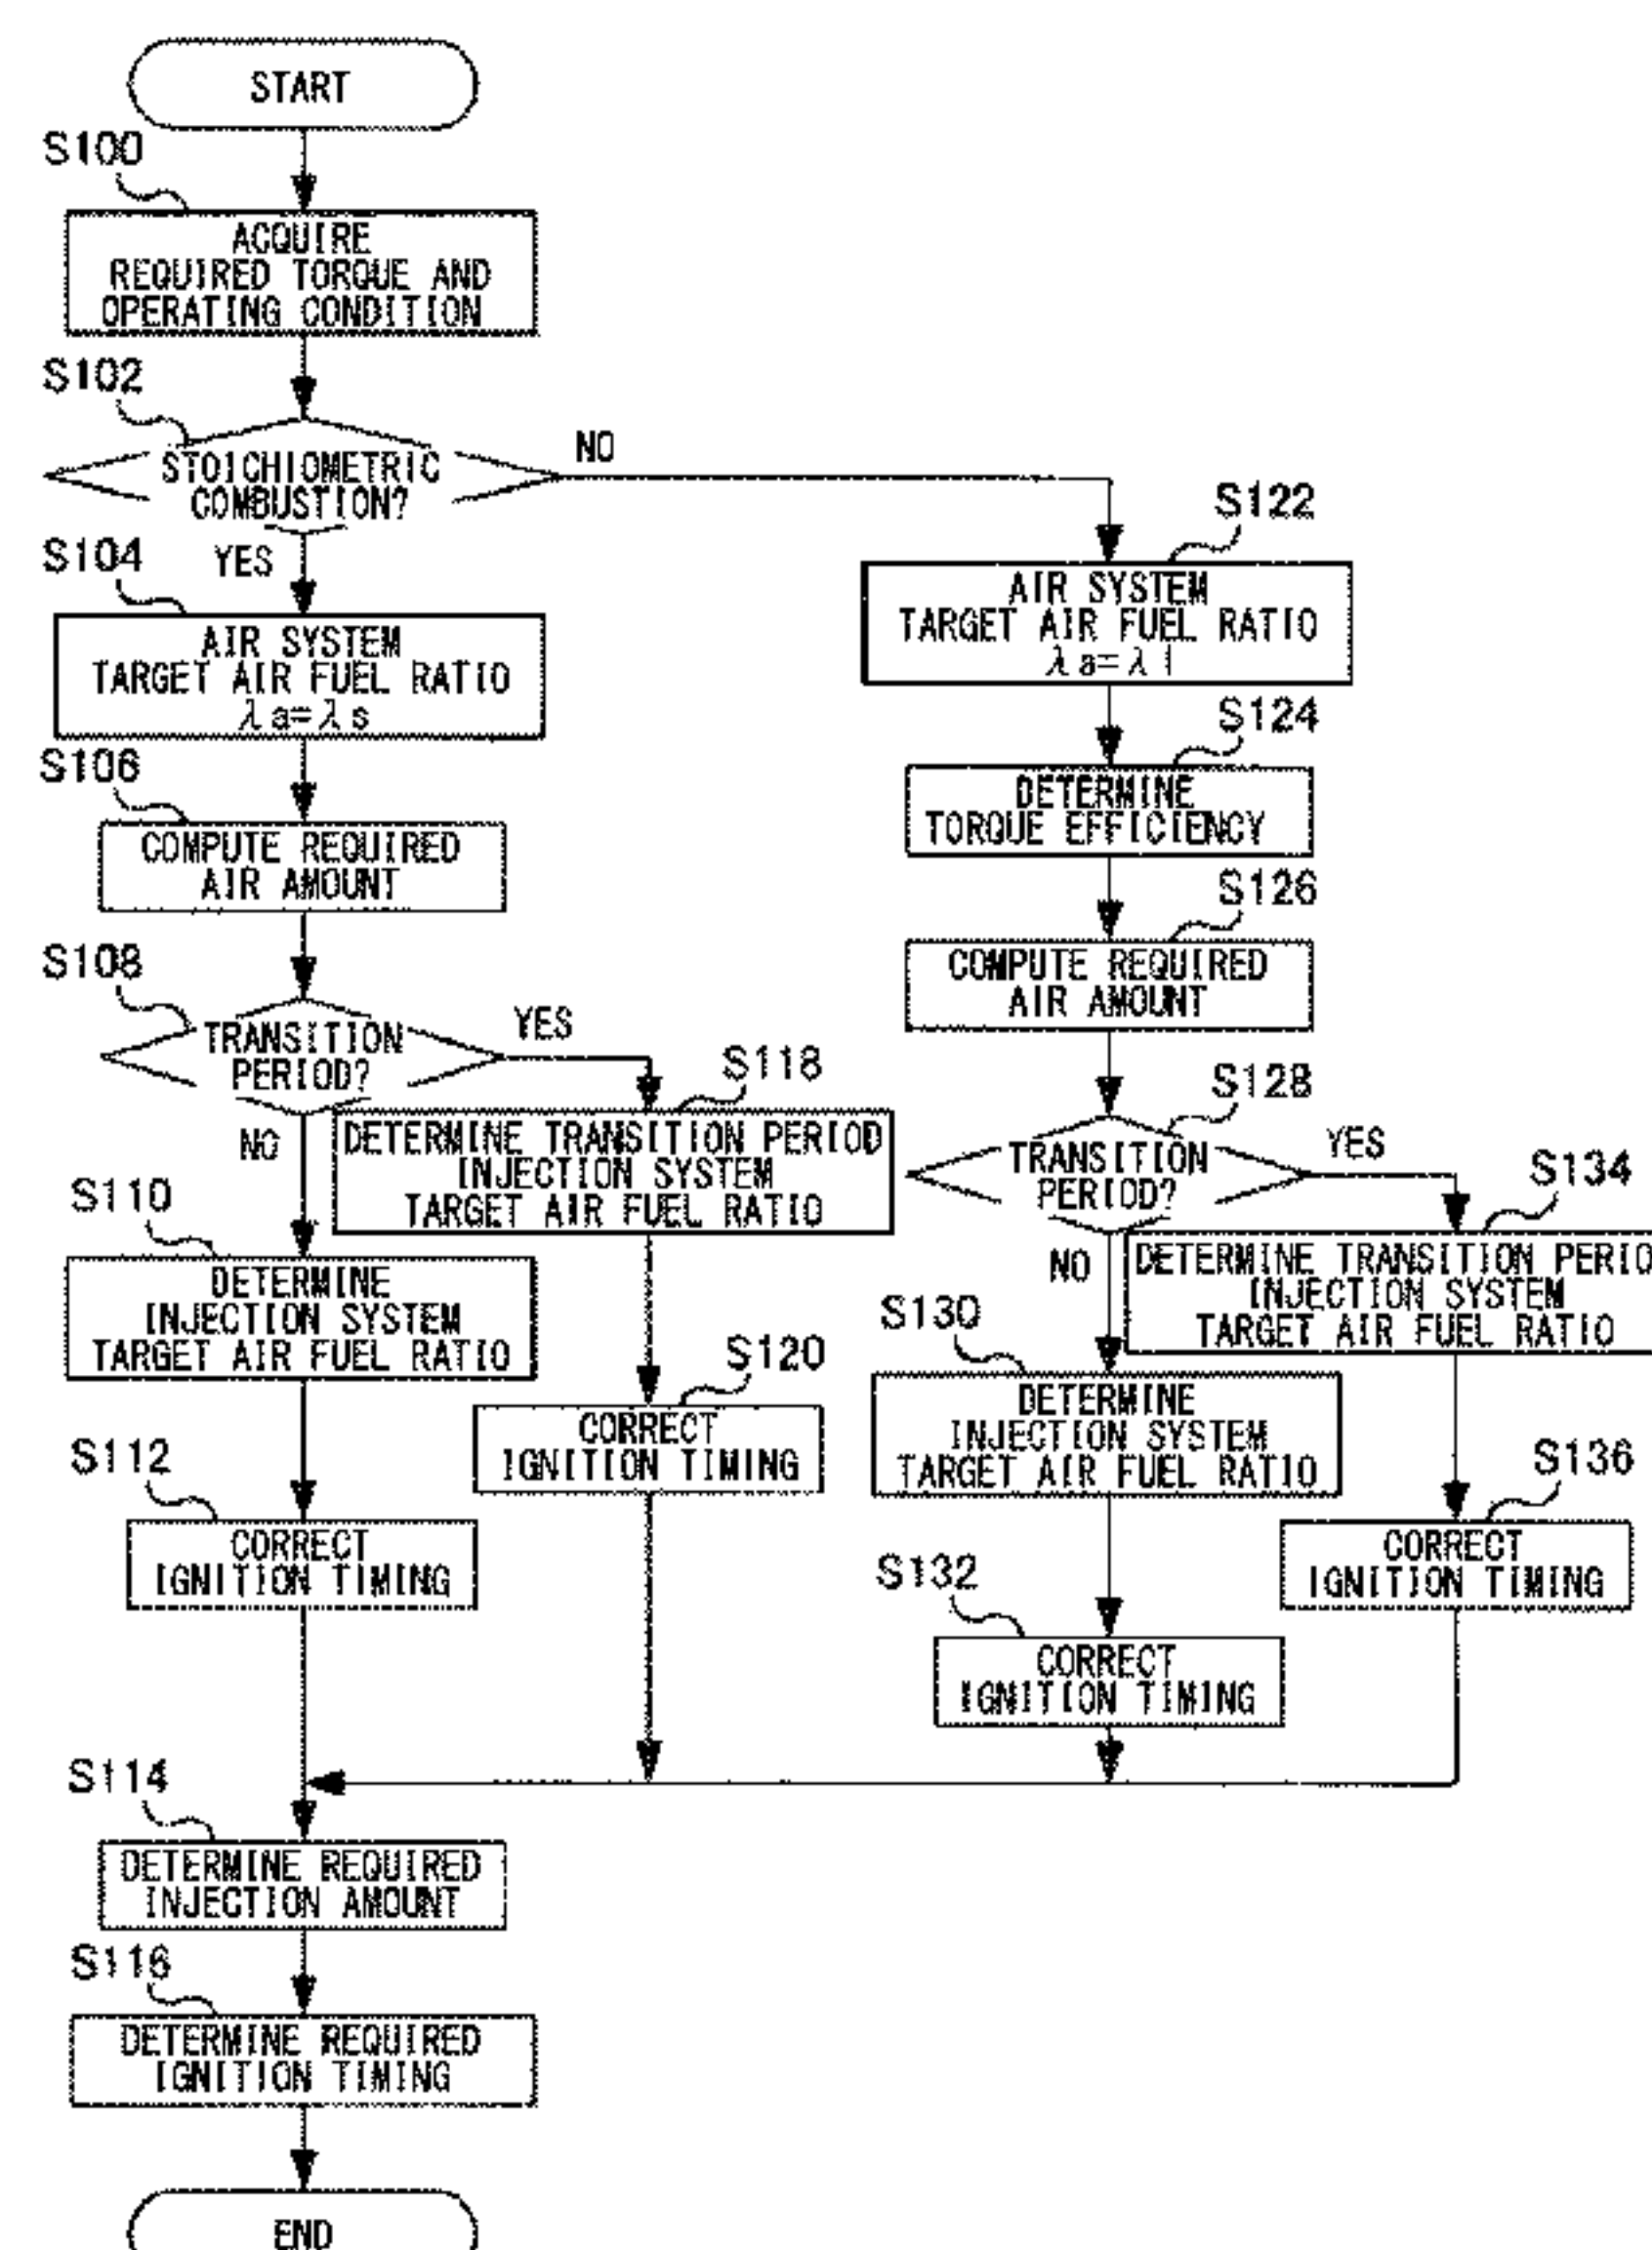 START
S100
ACQUIRE
REQUIRED TORQUE AND
OPERATING CONDITION
S102
STOICHIOMETRIC
COMBUSTION?
NO
YES
S104
AIR SYSTEM
TARGET AIR FUEL RATIO
λa=λs
S106
COMPUTE REQUIRED
AIR AMOUNT
S108
TRANSITION
PERIOD?
YES
NO
S110
DETERMINE
INJECTION SYSTEM
TARGET AIR FUEL RATIO
S112
CORRECT
IGNITION TIMING
S118
DETERMINE TRANSITION PERIOD
INJECTION SYSTEM
TARGET AIR FUEL RATIO
S120
CORRECT
IGNITION TIMING
S122
AIR SYSTEM
TARGET AIR FUEL RATIO
λa=λl
S124
DETERMINE
TORQUE EFFICIENCY
S126
COMPUTE REQUIRED
AIR AMOUNT
S128
TRANSITION
PERIOD?
YES
NO
S130
DETERMINE
INJECTION SYSTEM
TARGET AIR FUEL RATIO
S132
CORRECT
IGNITION TIMING
S134
DETERMINE TRANSITION PERIO
INJECTION SYSTEM
TARGET AIR FUEL RATIO
S136
CORRECT
IGNITION TIMING
S114
DETERMINE REQUIRED
INJECTION AMOUNT
S116
DETERMINE REQUIRED
IGNITION TIMING
END